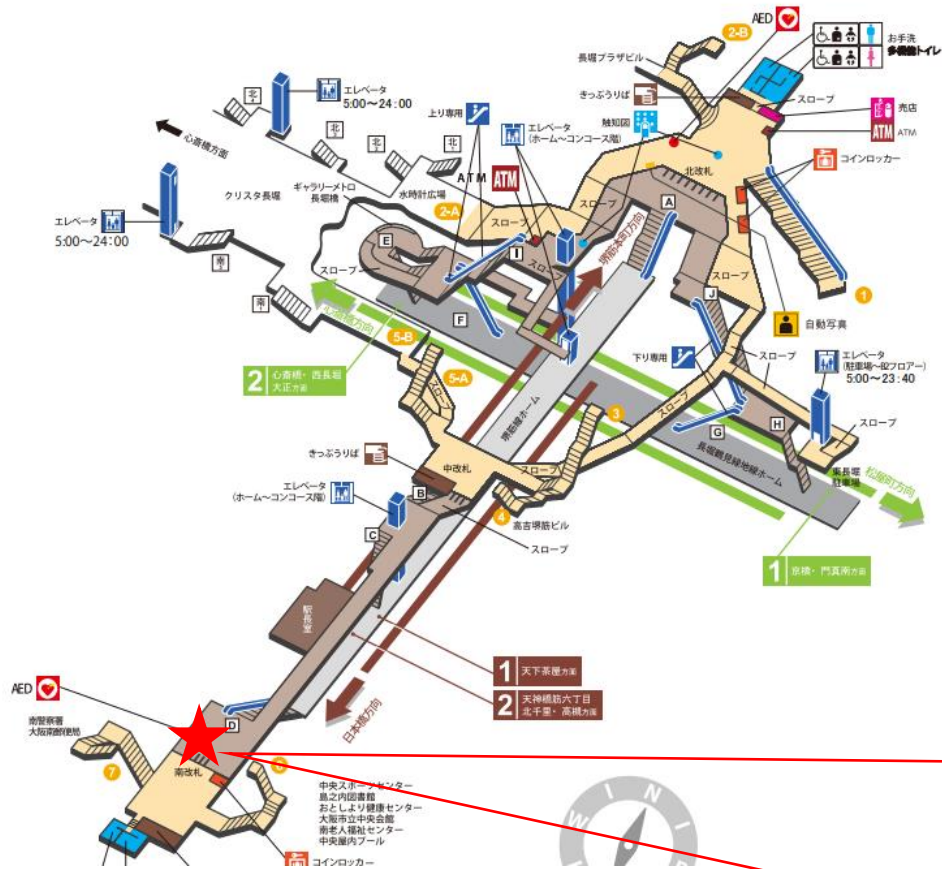 AED
2-B
お手洗
多機能トイレ
長堀プラザビル
エレベータ
5:00～24:00
北
きっぷうりば
スロープ
売店
上り専用
触知図
ATM ATM
心斎橋方面
エレベータ
(ホーム～コンコース階)
北
北
北
コインロッカー
ATM ATM
北改札
ギャラリーメトロ
長堀橋
水時計広場
クリスタ長堀
2-A
スロープ
スロープ
A
エレベータ
5:00～24:00
E
I
堺筋本町方向
スロープ
スロープ
スロープ
南
J
1
南
心斎橋方向
F
自動写真
5-B
下り専用
スロープ
エレベータ
(駐車場～B2フロアー)
5:00～23:40
2
心斎橋・西長堀
大正方面
5-A
スロープ
堺筋線ホーム
3
G
H
スロープ
きっぷうりば
中改札
スロープ
長堀鶴見緑地線ホーム
東長堀
駐車場
松屋町方向
エレベータ
(ホーム～コンコース階)
B
4
高吉堺筋ビル
C
スロープ
1
京橋・門真南方面
駅長室
1
天下茶屋方面
2
天神橋筋六丁目
北千里・高槻方面
AED
日本橋方向
D
南警察署
大阪南郵便局
7
南改札
6
中央スポーツセンター
島之内図書館
おとしより健康センター
大阪市立中央会館
南老人福祉センター
中央屋内プール
コインロッカー
N
W